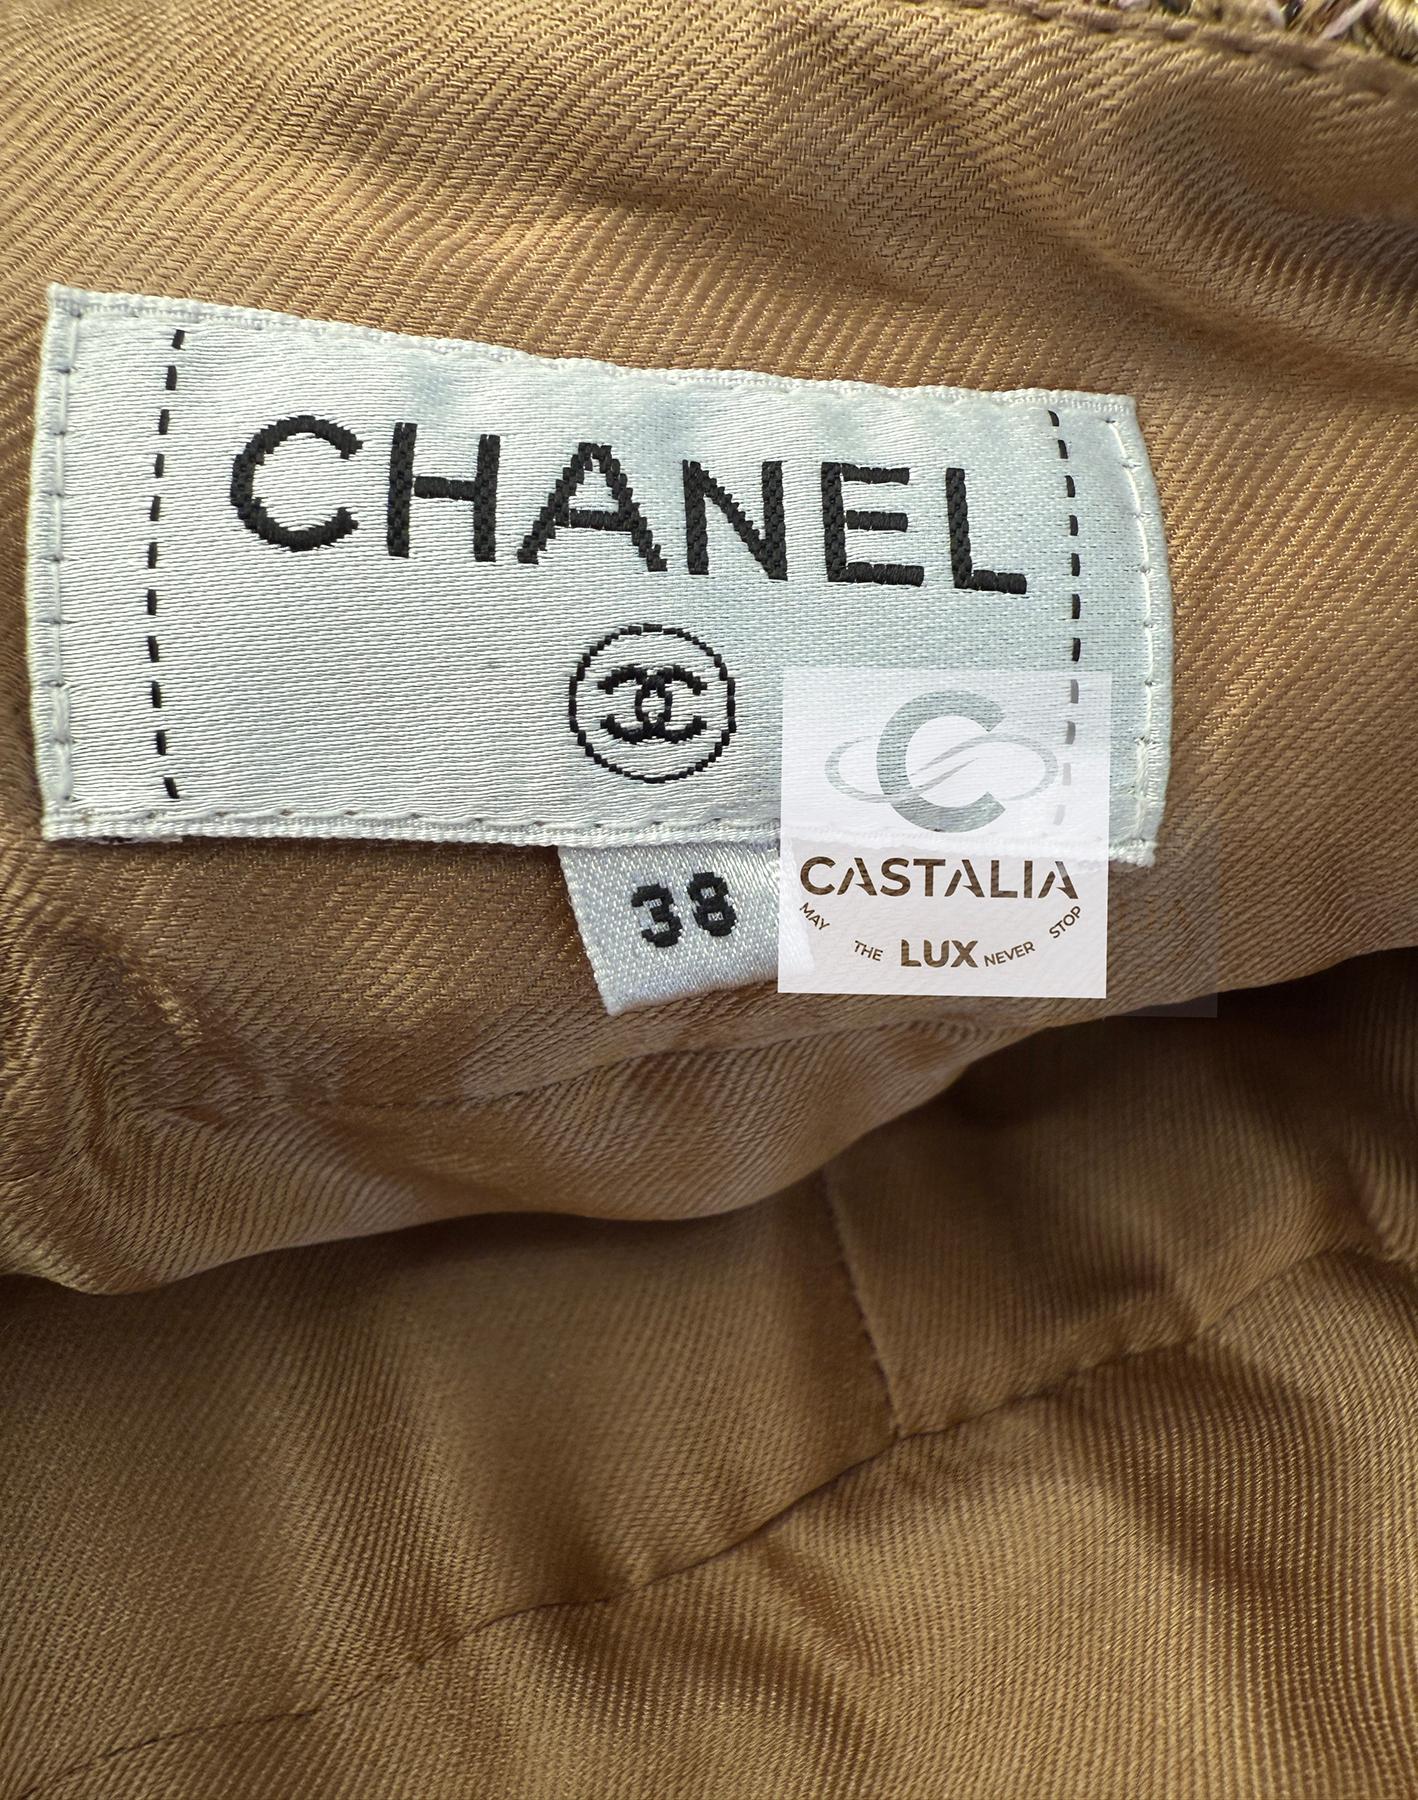 CHANEL
38
CASTALIA
MAY THE LUX NEVER STOP